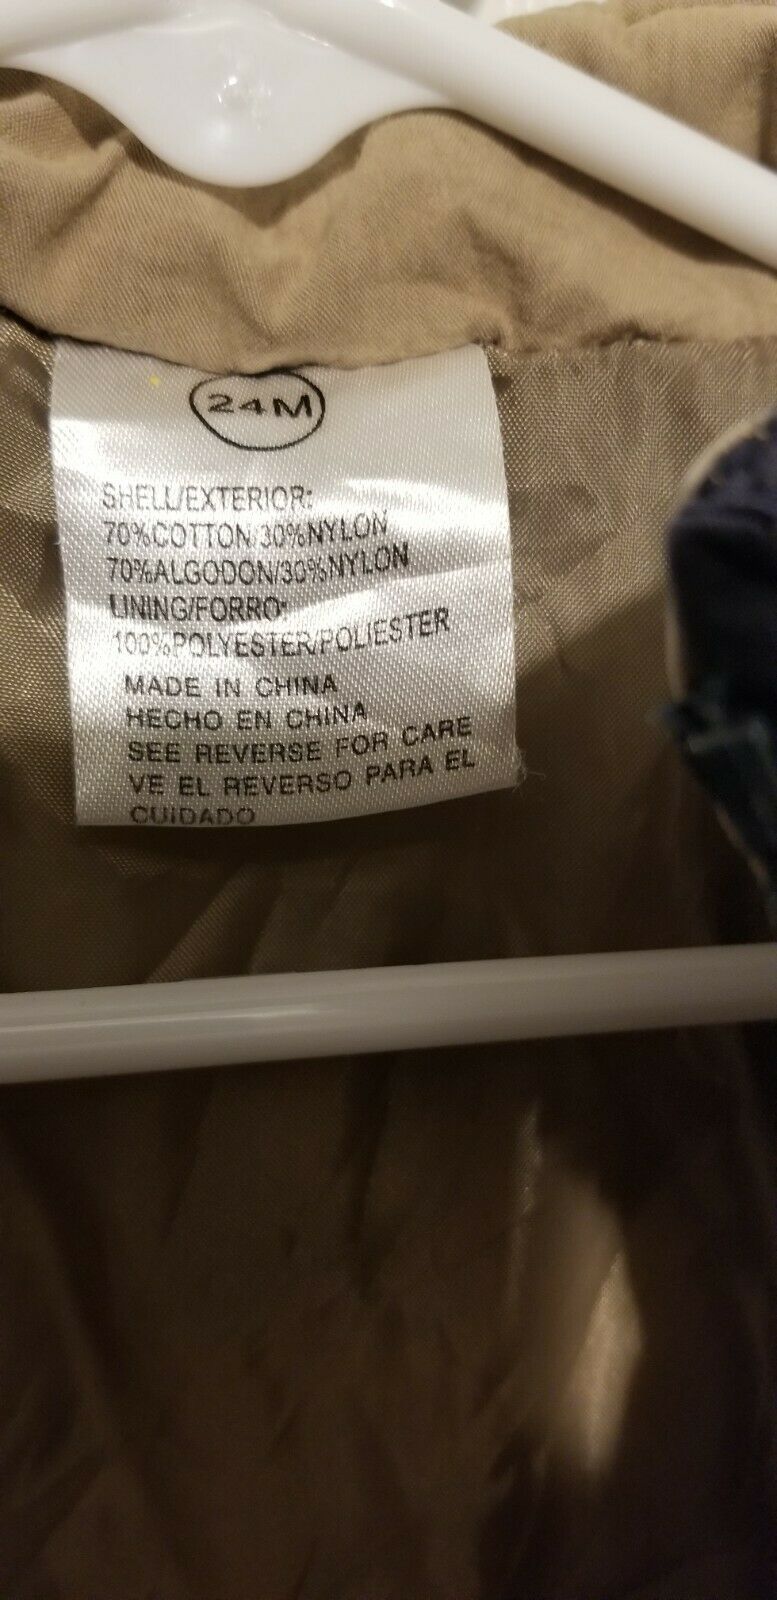 24M
SHELL/EXTERIOR:
70%COTTON/30%NYLON
70%ALGODON/30%NYLON
LINING/FORRO:
100%POLYESTER/POLIESTER
MADE IN CHINA
HECHO EN CHINA
SEE REVERSE FOR CARE
VE EL REVERSO PARA EL
CUIDADO